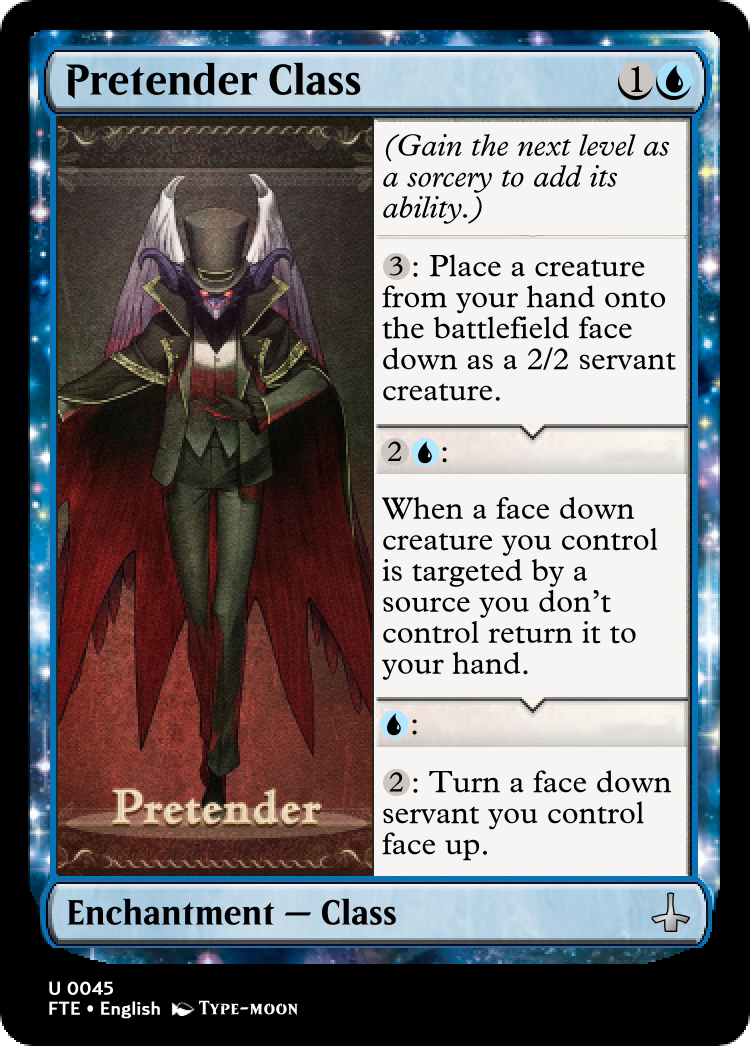 Pretender Class
1
(Gain the next level as
a sorcery to add its
ability.)
3: Place a creature
from your hand onto
the battlefield face
down as a 2/2 servant
creature.
2 :
When a face down
creature you control
is targeted by a
source you don't
control return it to
your hand.
:
2: Turn a face down
servant you control
face up.
Pretender
Enchantment — Class
U 0045
FTE • English TYPE-MOON